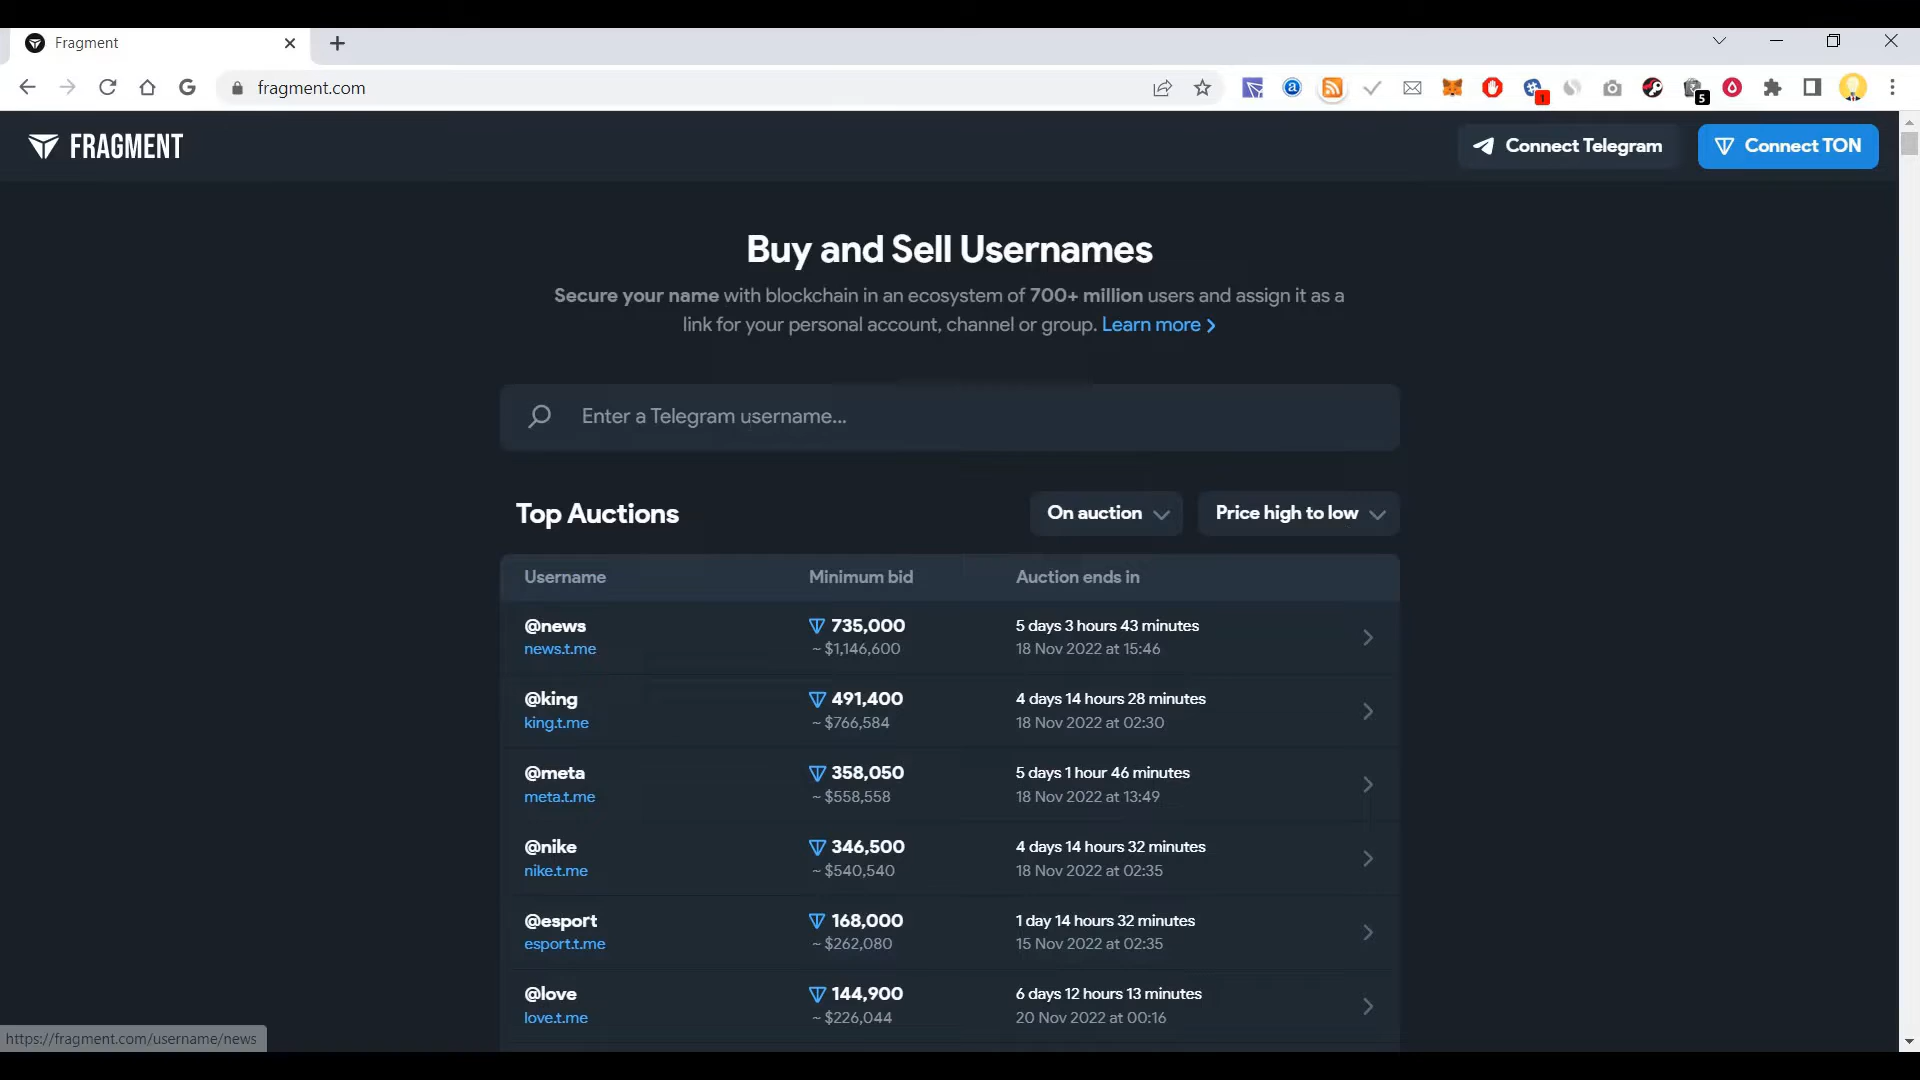 Fragment
fragment.com
1
5
FRAGMENT
Connect Telegram
Connect TON
Buy and Sell Usernames
Secure your name with blockchain in an ecosystem of 700+ million users and assign it as a
link for your personal account, channel or group. Learn more
Enter a Telegram username...
Top Auctions
On auction
Price high to low
Username Minimum bid Auction ends in
@news 735,000 5 days 3 hours 43 minutes
news.t.me ~ $1,146,600 18 Nov 2022 at 15:46
@king 491,400 4 days 14 hours 28 minutes
king.t.me ~ $766,584 18 Nov 2022 at 02:30
@meta 358,050 5 days 1 hour 46 minutes
meta.t.me ~ $558,558 18 Nov 2022 at 13:49
@nike 346,500 4 days 14 hours 32 minutes
nike.t.me ~ $540,540 18 Nov 2022 at 02:35
@esport 168,000 1 day 14 hours 32 minutes
esport.t.me ~ $262,080 15 Nov 2022 at 02:35
@love 144,900 6 days 12 hours 13 minutes
love.t.me ~ $226,044 20 Nov 2022 at 00:16
https://fragment.com/username/news